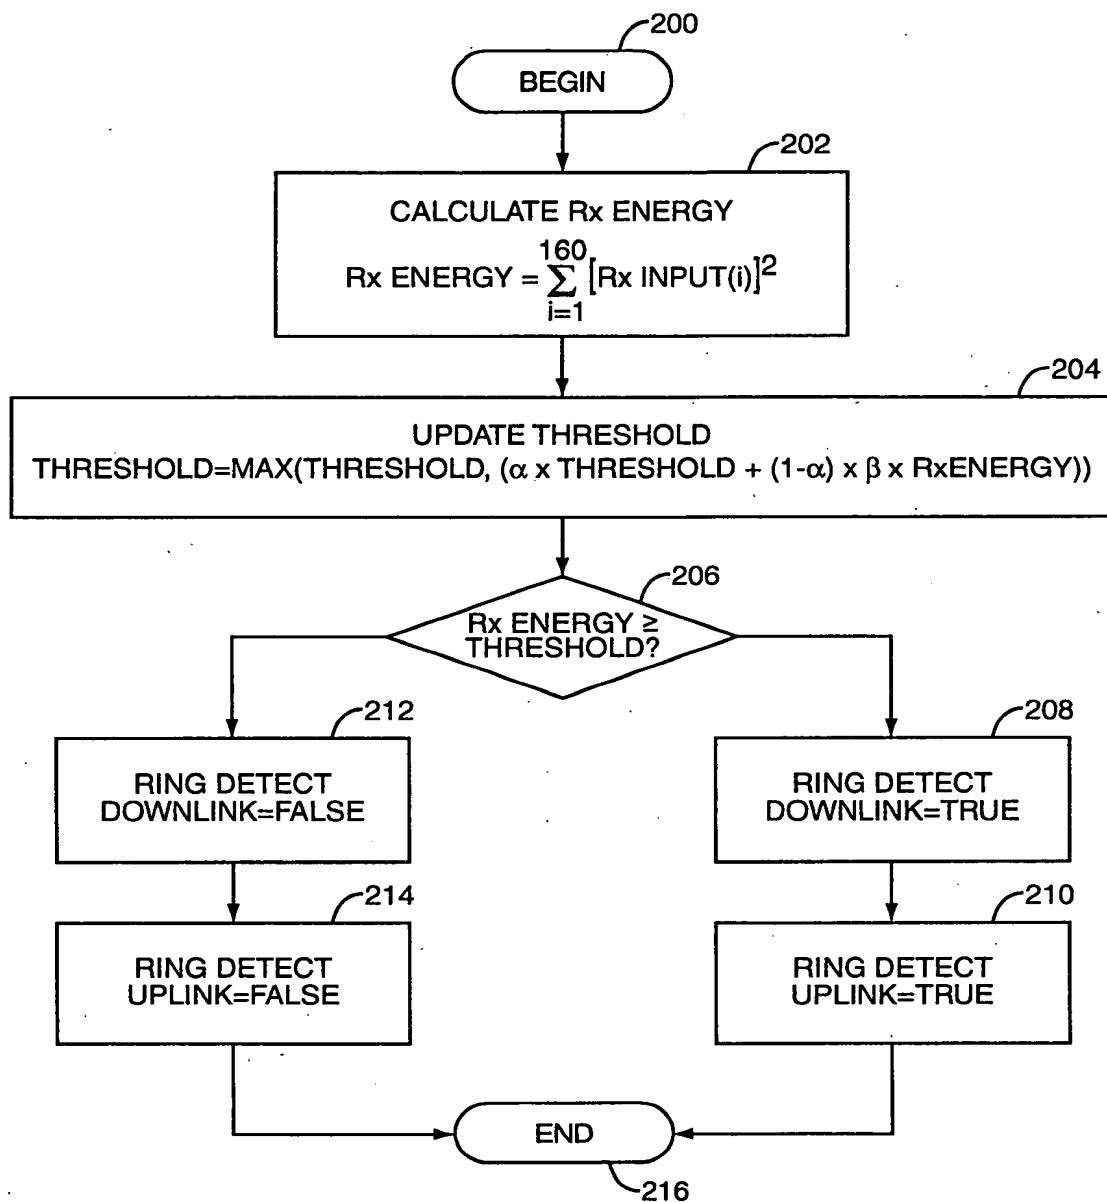 200
BEGIN
202
CALCULATE Rx ENERGY
160
Rx ENERGY = ∑ [Rx INPUT(i)]²
i=1
204
UPDATE THRESHOLD
THRESHOLD=MAX(THRESHOLD, (α x THRESHOLD + (1-α) x β x RxENERGY))
206
Rx ENERGY ≥
THRESHOLD?
212
RING DETECT
DOWNLINK=FALSE
208
RING DETECT
DOWNLINK=TRUE
214
RING DETECT
UPLINK=FALSE
210
RING DETECT
UPLINK=TRUE
END
216